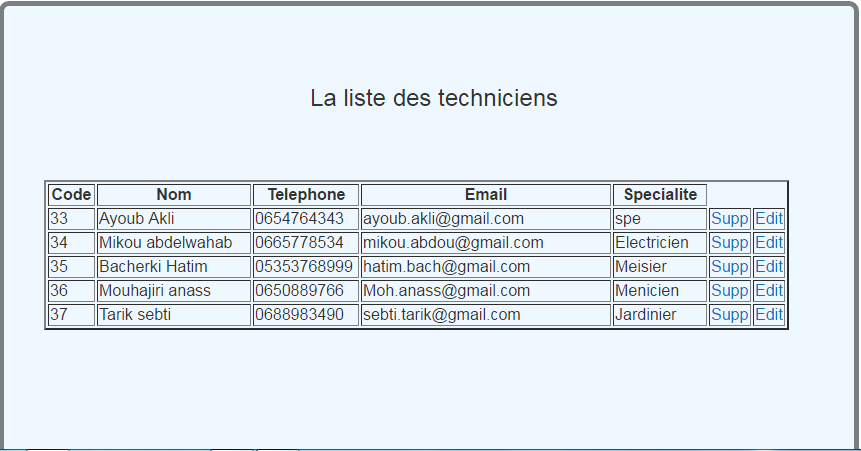 La liste des techniciens
Code Nom Telephone Email Specialite
33 Ayoub Akli 0654764343 ayoub.akli@gmail.com spe Supp Edit
34 Mikou abdelwahab 0665778534 mikou.abdou@gmail.com Electricien Supp Edit
35 Bacherki Hatim 05353768999 hatim.bach@gmail.com Meisier Supp Edit
36 Mouhajiri anass 0650889766 Moh.anass@gmail.com Menicien Supp Edit
37 Tarik sebti 0688983490 sebti.tarik@gmail.com Jardinier Supp Edit